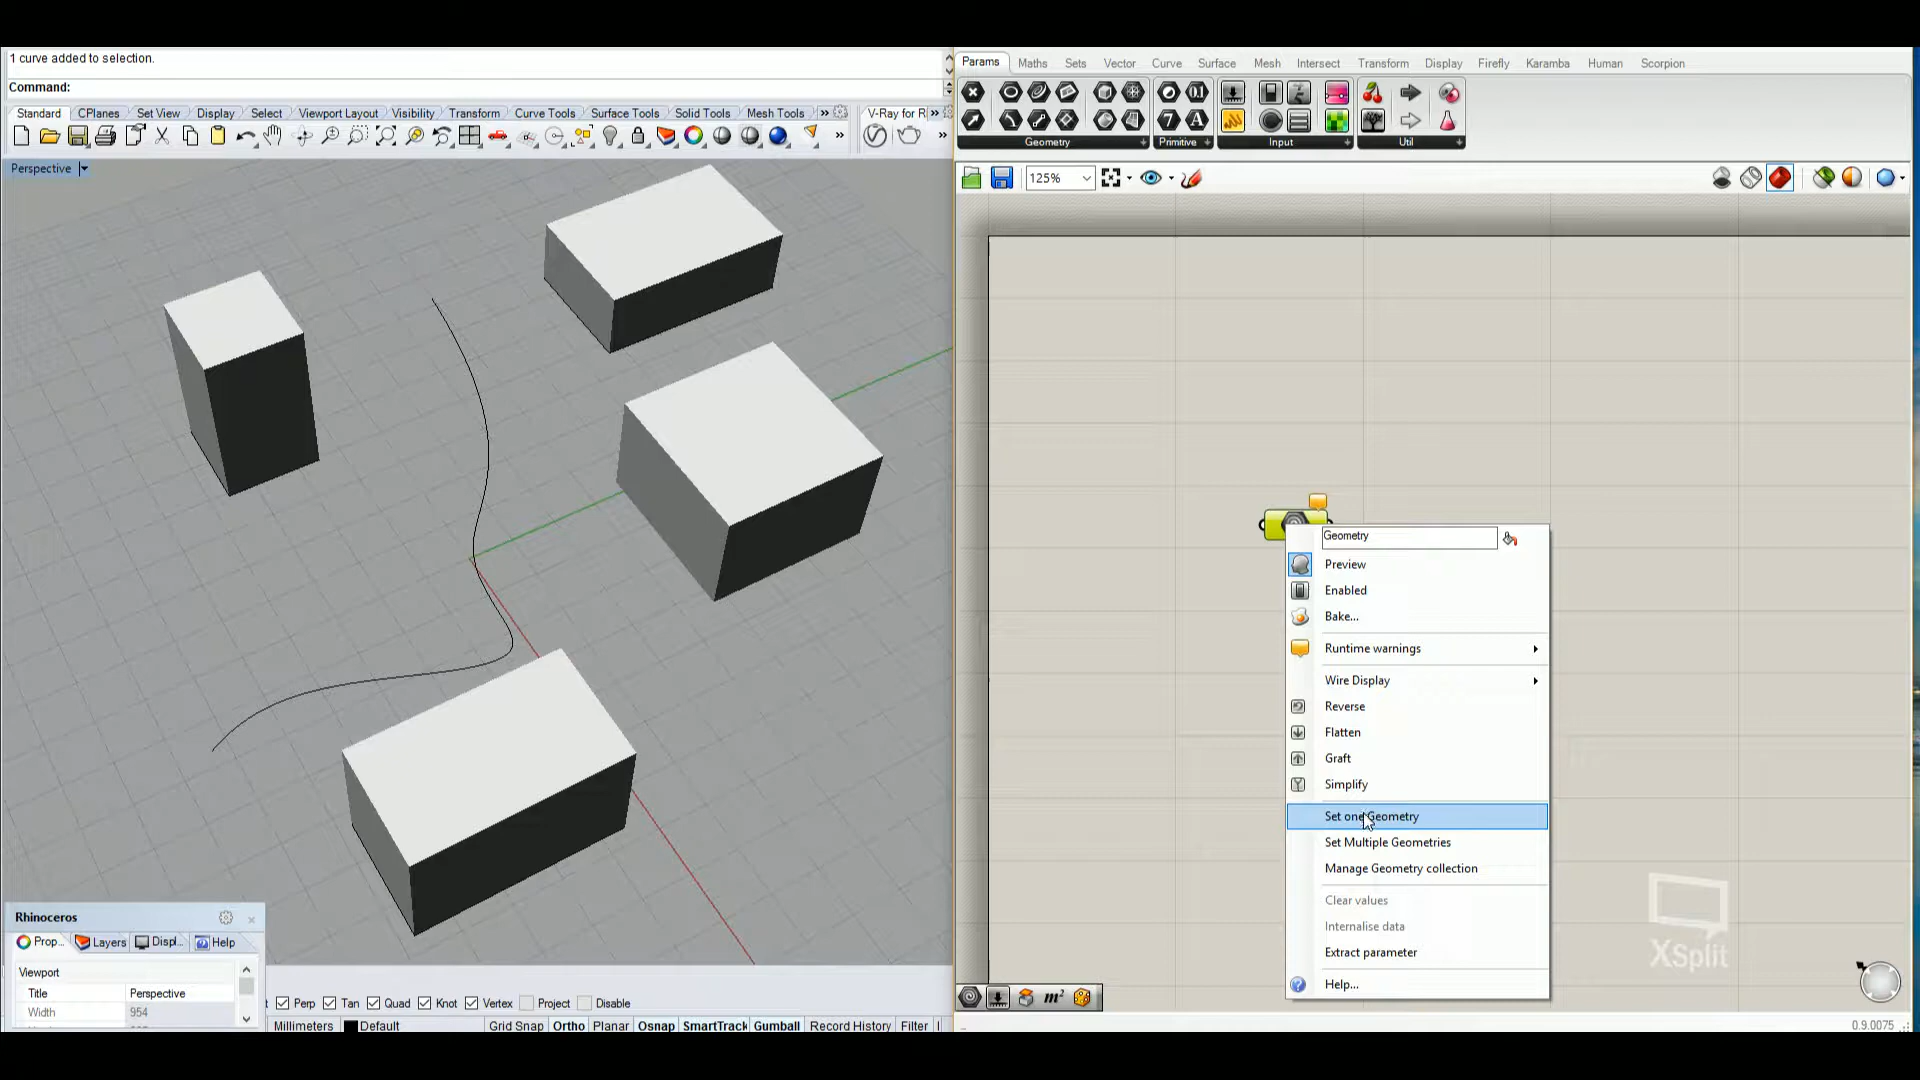 1 curve added to selection.
Command:
Standard CPlanes Set View Display Select Viewport Layout Visibility Transform Curve Tools Surface Tools Solid Tools Mesh Tools » V-Ray for R »
Perspective
Params Maths Sets Vector Curve Surface Mesh Intersect Transform Display Firefly Karamba Human Scorpion
Geometry Primitive Input Util
125%
Geometry
Preview
Enabled
Bake...
Runtime warnings
Wire Display
Reverse
Flatten
Graft
Simplify
Set one Geometry
Set Multiple Geometries
Manage Geometry collection
Clear values
Internalise data
Extract parameter
Help...
XSplit
Rhinoceros
Prop... Layers Displ... Help
Viewport
Title Perspective
Width 954
t Perp Tan Quad Knot Vertex Project Disable
Millimeters Default Grid Snap Ortho Planar Osnap SmartTrack Gumball Record History Filter
m²
0.9.0075